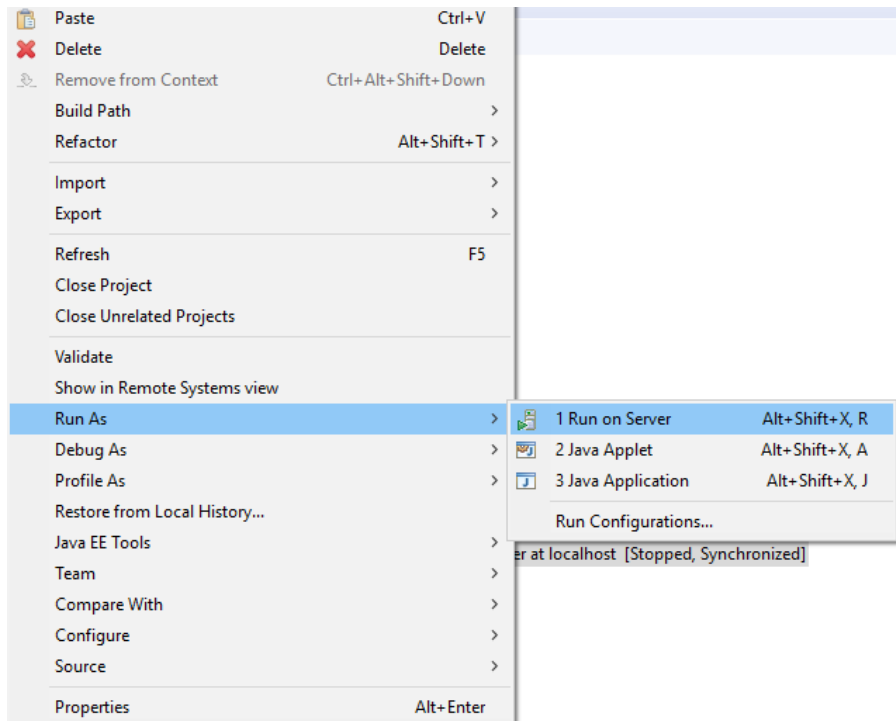 Paste Ctrl+V
Delete Delete
Remove from Context Ctrl+Alt+Shift+Down
Build Path
Refactor Alt+Shift+T
Import
Export
Refresh F5
Close Project
Close Unrelated Projects
Validate
Show in Remote Systems view
Run As
Debug As
Profile As
Restore from Local History...
Java EE Tools
Team
Compare With
Configure
Source
Properties Alt+Enter
1 Run on Server Alt+Shift+X, R
2 Java Applet Alt+Shift+X, A
3 Java Application Alt+Shift+X, J
Run Configurations...
er at localhost [Stopped, Synchronized]